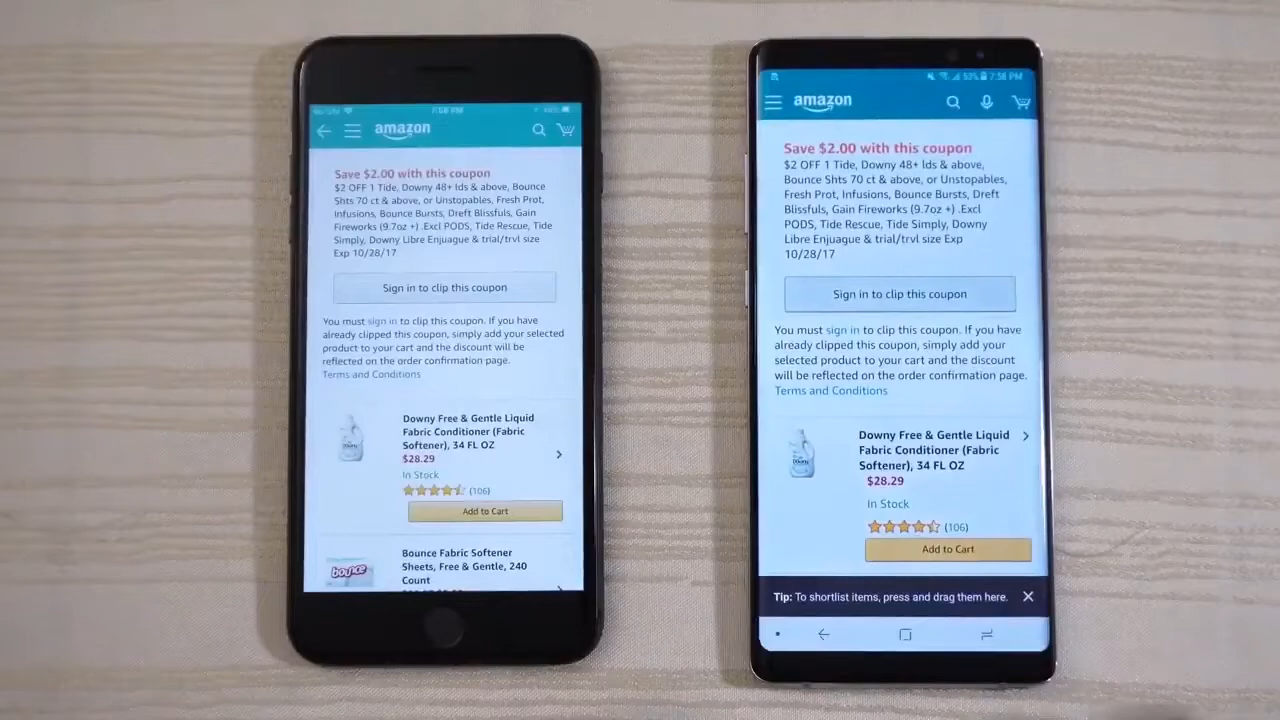 7:58 PM
amazon
Save $2.00 with this coupon
$2 OFF 1 Tide, Downy 48+ lds & above, Bounce
Shts 70 ct & above, or Unstopables, Fresh Prot,
Infusions, Bounce Bursts, Dreft Blissfuls, Gain
Fireworks (9.7oz +) .Excl PODS, Tide Rescue, Tide
Simply, Downy Libre Enjuague & trial/trvl size Exp
10/28/17
Sign in to clip this coupon
You must sign in to clip this coupon. If you have
already clipped this coupon, simply add your selected
product to your cart and the discount will be
reflected on the order confirmation page.
Terms and Conditions
Downy Free & Gentle Liquid
Fabric Conditioner (Fabric
Softener), 34 FL OZ
$28.29
In Stock
(106)
Add to Cart
bounce
Bounce Fabric Softener
Sheets, Free & Gentle, 240
Count
53% 7:58 PM
amazon
Save $2.00 with this coupon
$2 OFF 1 Tide, Downy 48+ lds & above,
Bounce Shts 70 ct & above, or Unstopables,
Fresh Prot, Infusions, Bounce Bursts, Dreft
Blissfuls, Gain Fireworks (9.7oz +) .Excl
PODS, Tide Rescue, Tide Simply, Downy
Libre Enjuague & trial/trvl size Exp
10/28/17
Sign in to clip this coupon
You must sign in to clip this coupon. If you have
already clipped this coupon, simply add your
selected product to your cart and the discount
will be reflected on the order confirmation page.
Terms and Conditions
Downy
Downy Free & Gentle Liquid
Fabric Conditioner (Fabric
Softener), 34 FL OZ
$28.29
In Stock
(106)
Add to Cart
Tip: To shortlist items, press and drag them here.